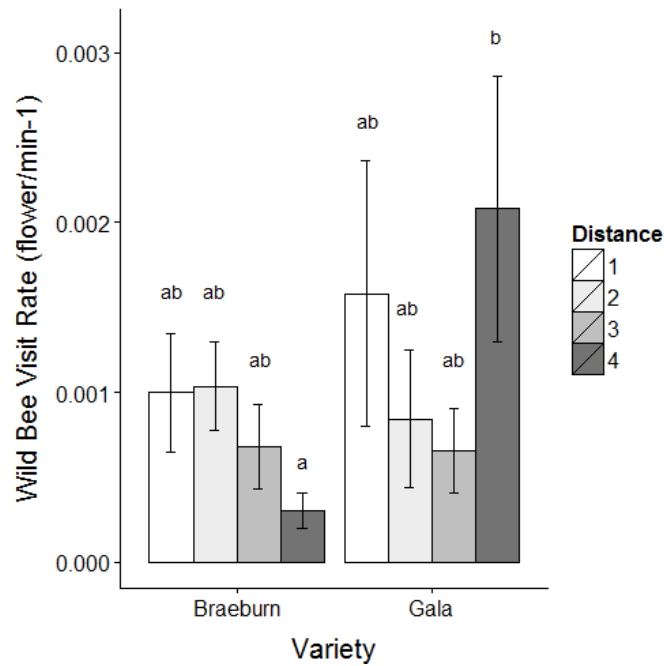 Wild Bee Visit Rate (flower/min-1)
0.003
0.002
0.001
0.000
ab
ab
ab
a
ab
ab
ab
b
Braeburn
Gala
Variety
Distance
1
2
3
4